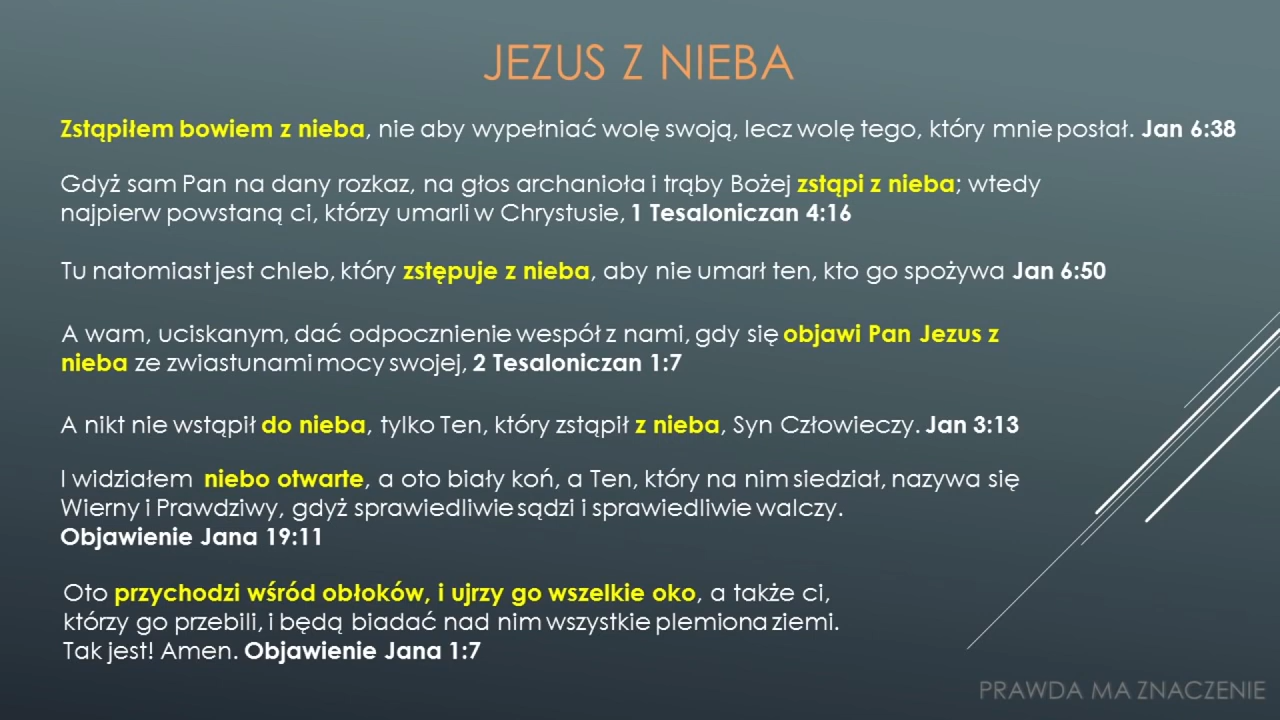 JEZUS Z NIEBA
Zstąpiłem bowiem z nieba, nie aby wypełniać wolę swoją, lecz wolę tego, który mnie posłał. Jan 6:38
Gdyż sam Pan na dany rozkaz, na głos archanioła i trąby Bożej zstąpi z nieba; wtedy
najpierw powstaną ci, którzy umarli w Chrystusie, 1 Tesaloniczan 4:16
Tu natomiast jest chleb, który zstępuje z nieba, aby nie umarł ten, kto go spożywa Jan 6:50
A wam, uciskanym, dać odpocznienie wespół z nami, gdy się objawi Pan Jezus z
nieba ze zwiastunami mocy swojej, 2 Tesaloniczan 1:7
A nikt nie wstąpił do nieba, tylko Ten, który zstąpił z nieba, Syn Człowieczy. Jan 3:13
I widziałem niebo otwarte, a oto biały koń, a Ten, który na nim siedział, nazywa się
Wierny i Prawdziwy, gdyż sprawiedliwie sądzi i sprawiedliwie walczy.
Objawienie Jana 19:11
Oto przychodzi wśród obłoków, i ujrzy go wszelkie oko, a także ci,
którzy go przebili, i będą biadać nad nim wszystkie plemiona ziemi.
Tak jest! Amen. Objawienie Jana 1:7
PRAWDA MA ZNACZENIE